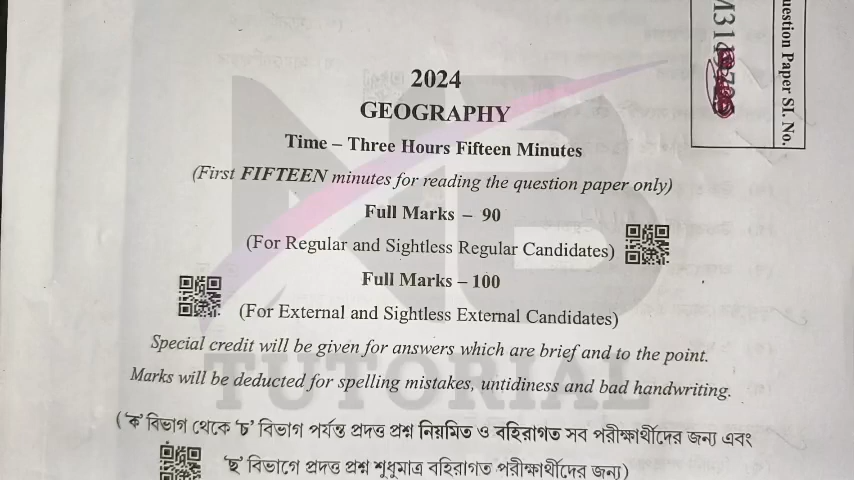 Question Paper Sl. No.
2024
GEOGRAPHY
Time – Three Hours Fifteen Minutes
(First FIFTEEN minutes for reading the question paper only)
Full Marks – 90
(For Regular and Sightless Regular Candidates)
Full Marks – 100
(For External and Sightless External Candidates)
Special credit will be given for answers which are brief and to the point.
Marks will be deducted for spelling mistakes, untidiness and bad handwriting.
( 'ক' বিভাগ থেকে 'চ' বিভাগ পর্যন্ত প্রদত্ত প্রশ্ন নিয়মিত ও বহিরাগত সব পরীক্ষার্থীদের জন্য এবং
'ছ' বিভাগে প্রদত্ত প্রশ্ন শুধুমাত্র বহিরাগত পরীক্ষার্থীদের জন্য)
NB
TUTORIAL